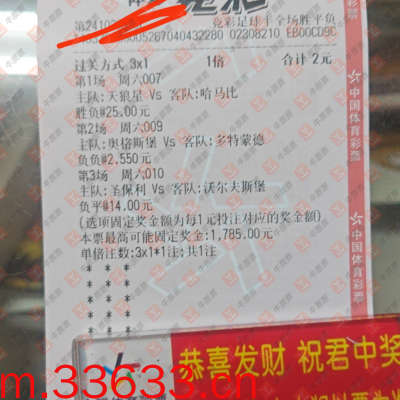 竞彩足球半全场胜平负
02308210 EB00CD9C
过关方式 3x1 1倍 合计 2元
第1场 周六007
主队:天狼星 Vs 客队:哈马比
胜负@25.00元
第2场 周六009
主队:奥格斯堡 Vs 客队:多特蒙德
负负@2.550元
第3场 周六010
主队:圣保利 Vs 客队:沃尔夫斯堡
负平@14.00元
(选项固定奖金额为每1元投注对应的奖金额)
本票最高可能固定奖金:1,785.00元
单倍注数:3x1*1注;共1注
中国体育彩票
中国体育彩票
恭喜发财 祝君中奖
m.33633.cn